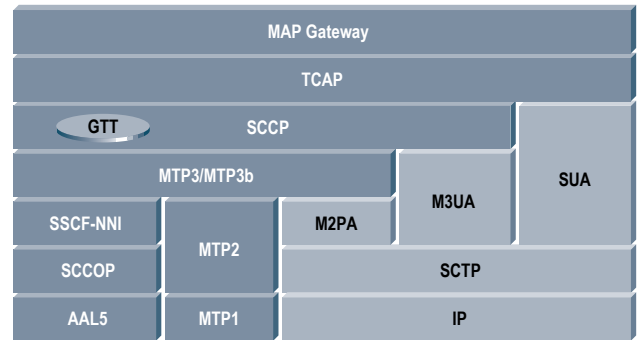 MAP Gateway
TCAP
GTT
SCCP
MTP3/MTP3b
SUA
M3UA
SSCF-NNI
M2PA
MTP2
SCCOP
SCTP
AAL5
MTP1
IP